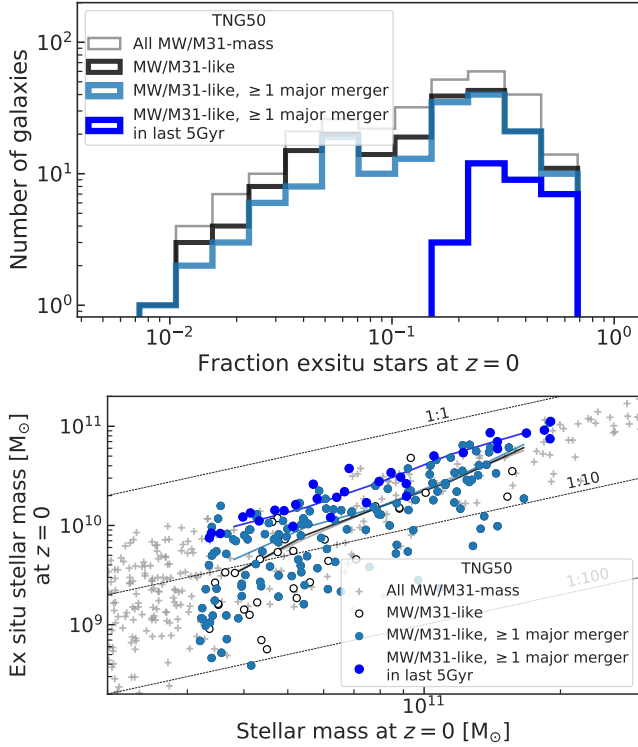 TNG50
All MW/M31-mass
MW/M31-like
MW/M31-like, ≥ 1 major merger
MW/M31-like, ≥ 1 major merger
in last 5Gyr
Number of galaxies
10²
10¹
10⁰
10⁻²
10⁻¹
10⁰
Fraction exsitu stars at z = 0
Ex situ stellar mass [M⊙]
at z = 0
10¹¹
10¹⁰
10⁹
1:1
1:10
1:100
TNG50
All MW/M31-mass
MW/M31-like
MW/M31-like, ≥ 1 major merger
MW/M31-like, ≥ 1 major merger
in last 5Gyr
10¹¹
Stellar mass at z = 0 [M⊙]